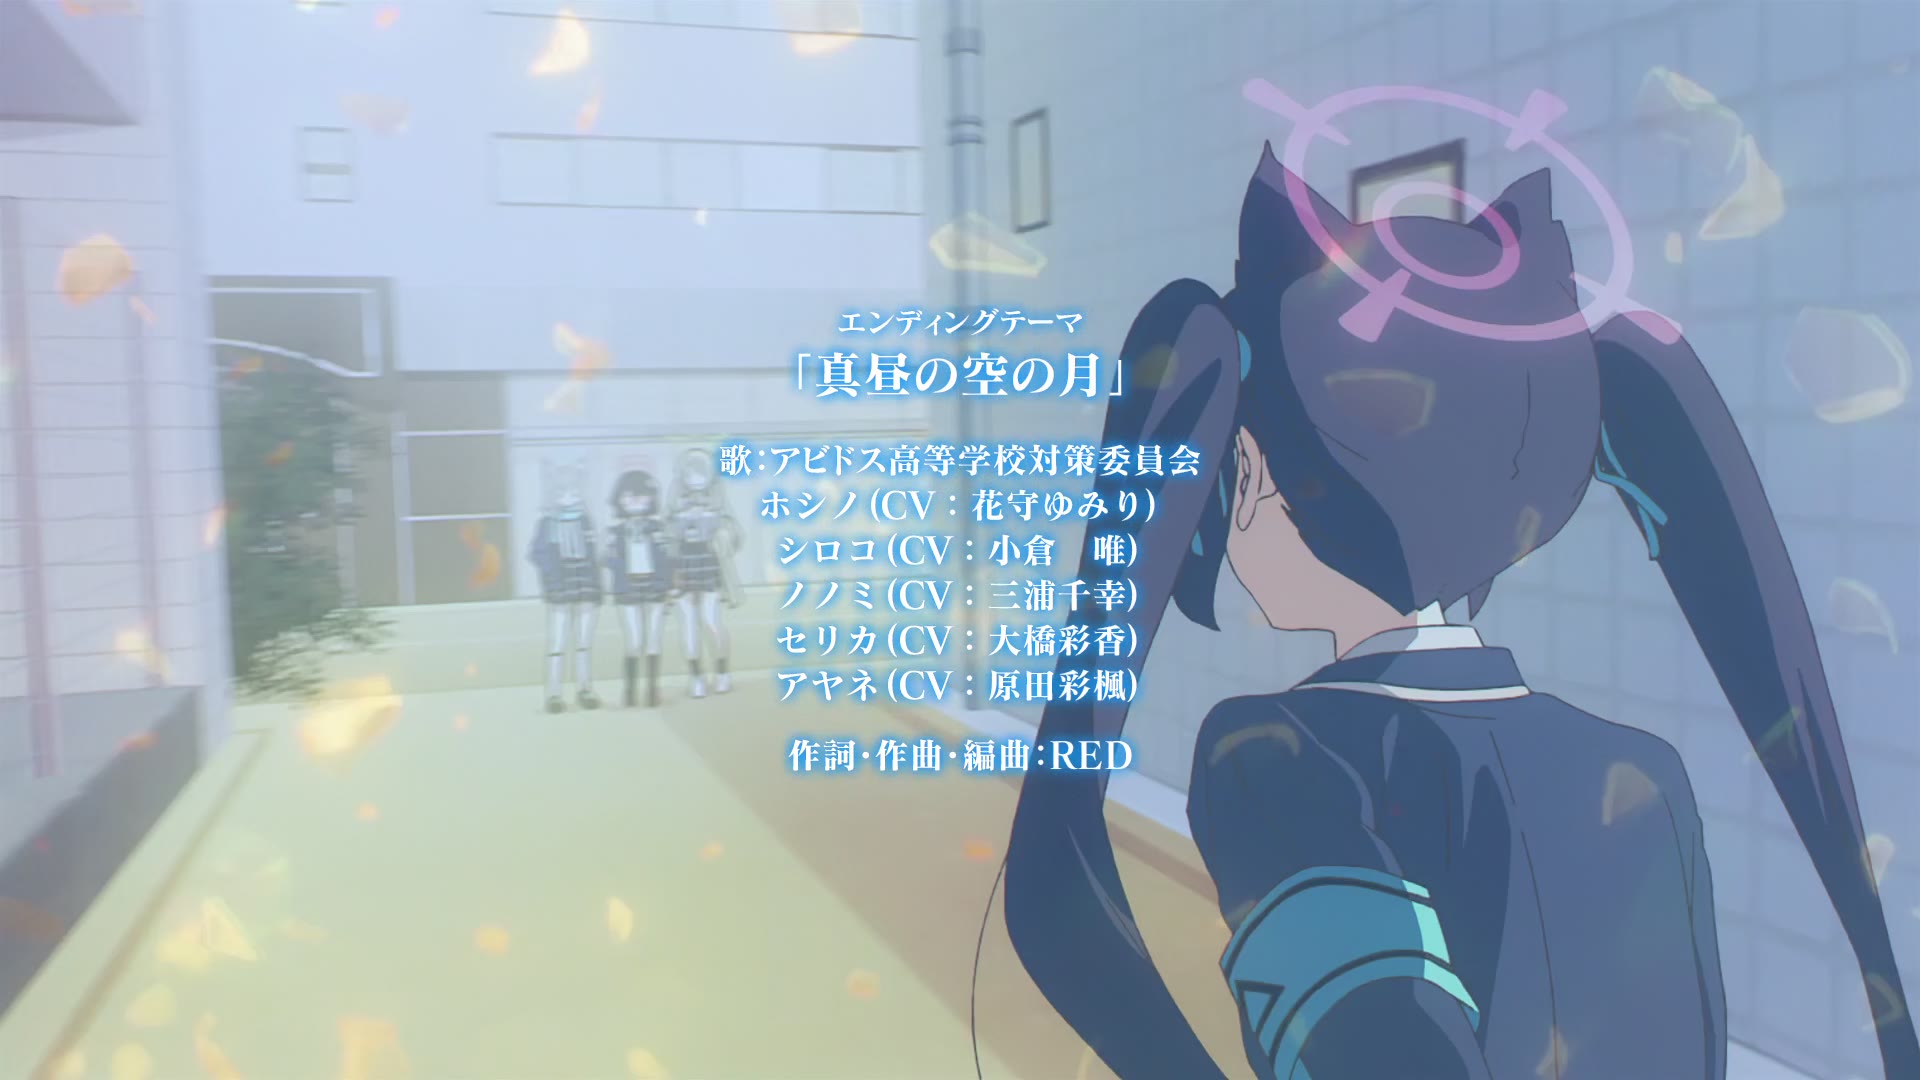 エンディングテーマ
「真昼の空の月」
歌：アビドス高等学校対策委員会
ホシノ(CV：花守ゆみり)
シロコ(CV：小倉　唯)
ノノミ(CV：三浦千幸)
セリカ(CV：大橋彩香)
アヤネ(CV：原田彩楓)
作詞・作曲・編曲：RED